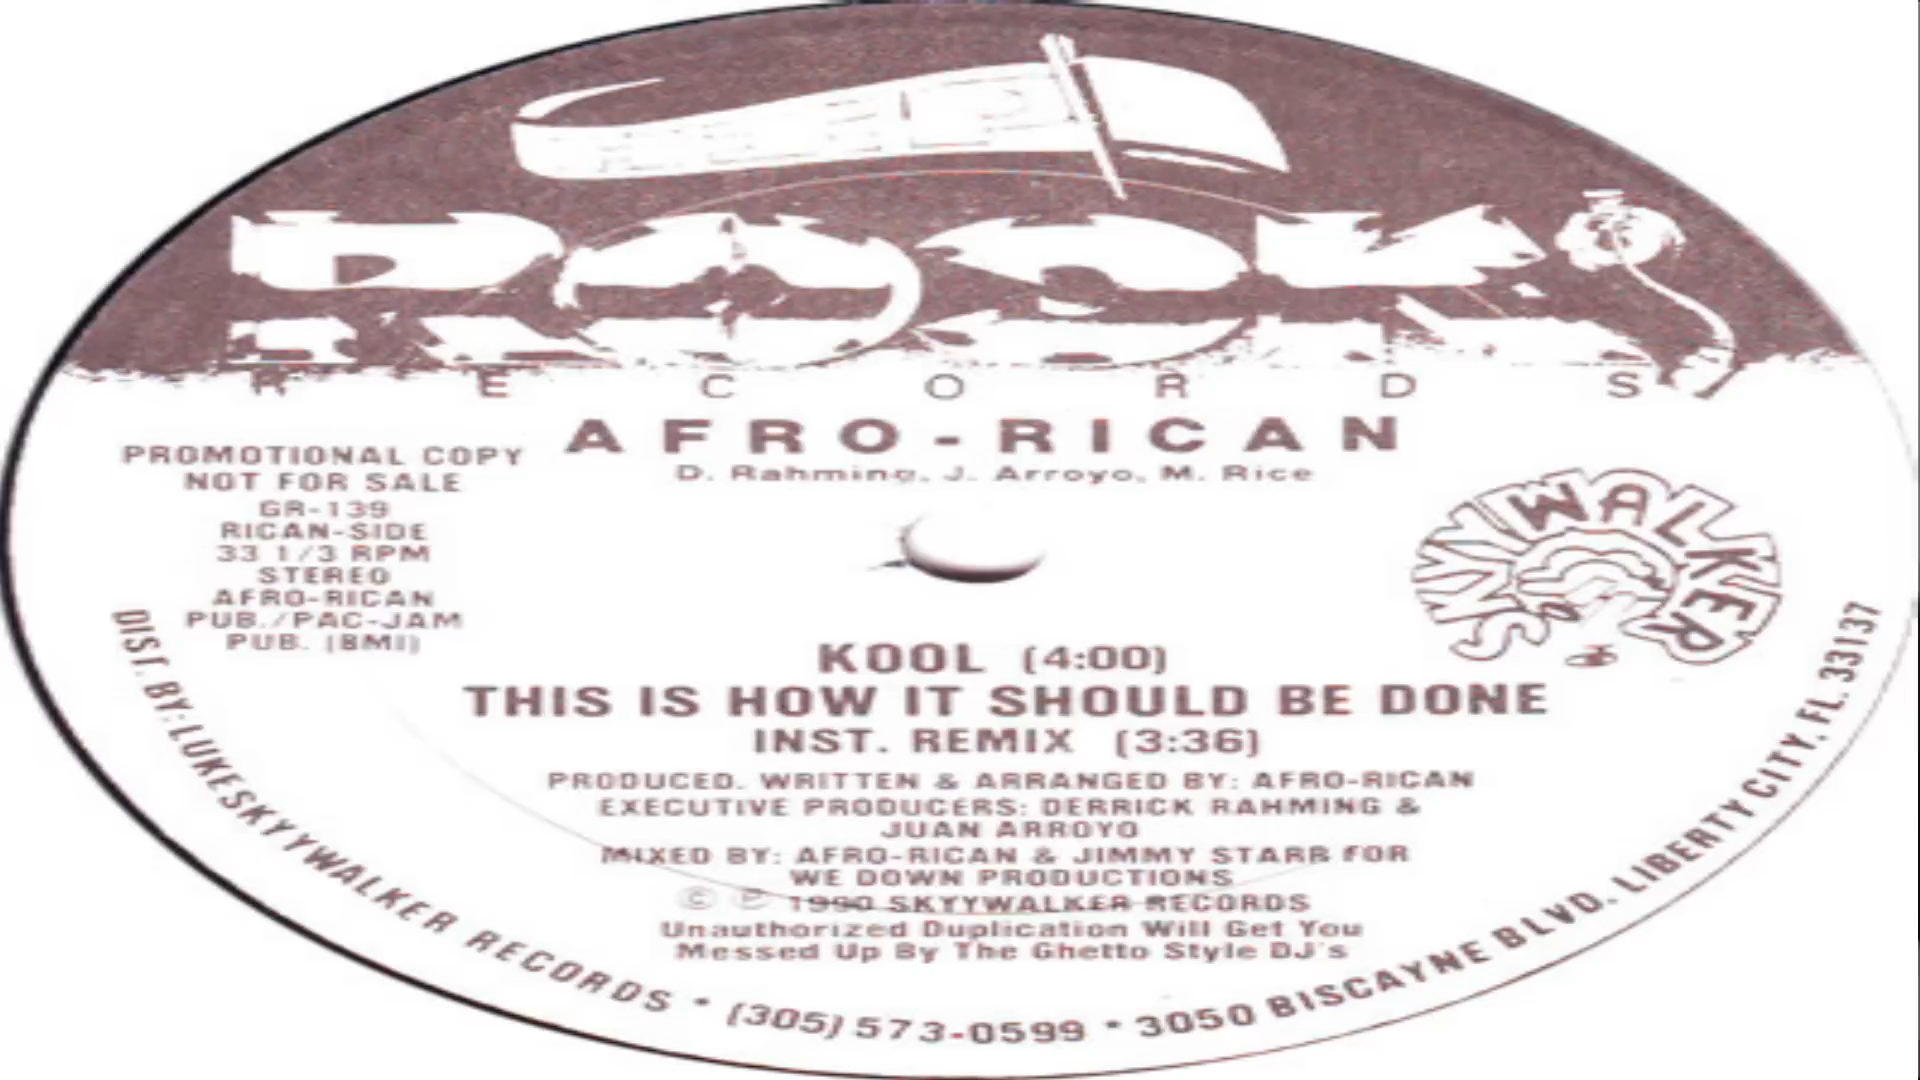 RECORDS
AFRO-RICAN
D. Rahming, J. Arroyo, M. Rice
PROMOTIONAL COPY
NOT FOR SALE
GR-139
RICAN-SIDE
33 1/3 RPM
STEREO
AFRO-RICAN
PUB./PAC-JAM
PUB. (BMI)
SKYYWALKER
KOOL (4:00)
THIS IS HOW IT SHOULD BE DONE
INST. REMIX (3:36)
PRODUCED, WRITTEN & ARRANGED BY: AFRO-RICAN
EXECUTIVE PRODUCERS: DERRICK RAHMING &
JUAN ARROYO
MIXED BY: AFRO-RICAN & JIMMY STARR FOR
WE DOWN PRODUCTIONS
© ℗ 1990 SKYYWALKER RECORDS
Unauthorized Duplication Will Get You
Messed Up By The Ghetto Style DJ's
DIST. BY: LUKE SKYYWALKER RECORDS * (305) 573-0599 * 3050 BISCAYNE BLVD. LIBERTY CITY, FL. 33137